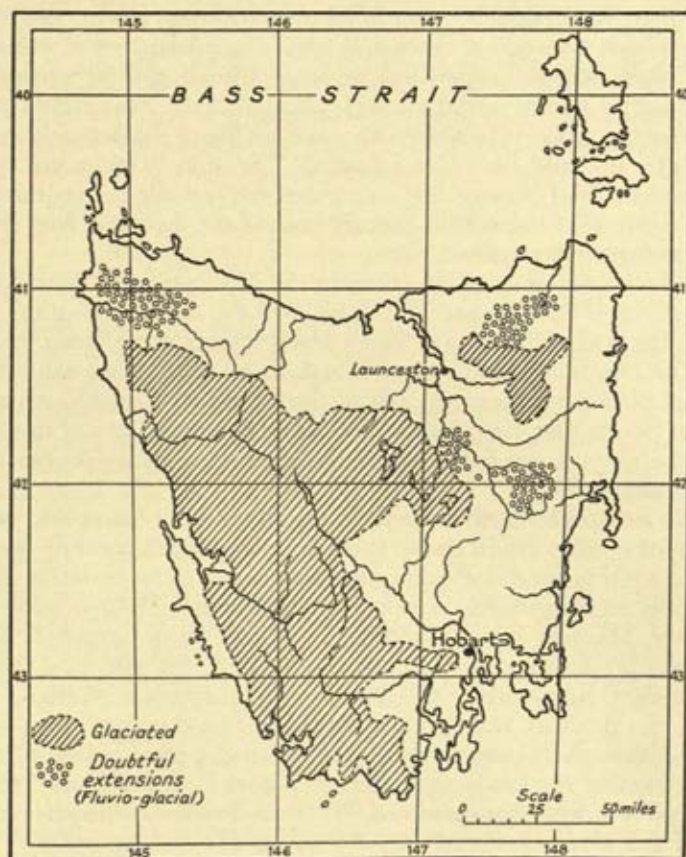 145 146 147 148
40 40
BASS STRAIT
41 41
Launceston
42 42
Hobart
43 43
Glaciated
Doubtful
extensions
(Fluvio-glacial)
Scale
0 25 50 miles
145 146 147 148